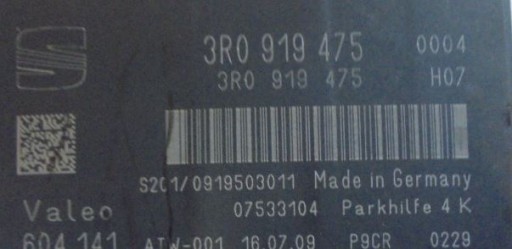 3R0 919 475 0004
3R0 919 475 H07
S201/0919503011 Made in Germany
Valeo 07533104 Parkhilfe 4 K
604.141 ATW-001 16.07.09 P9CR 0229